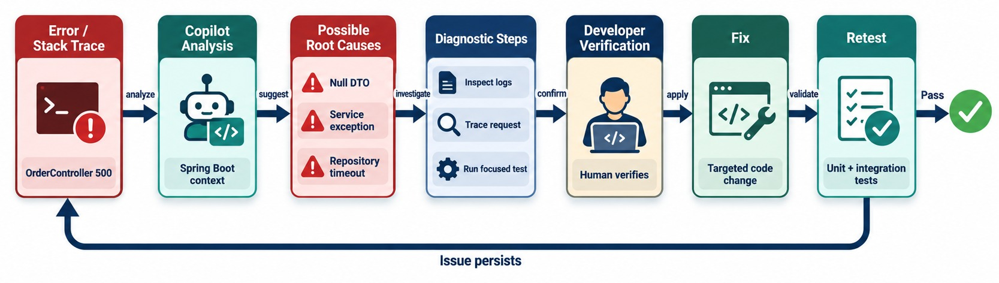 Error /
Stack Trace
OrderController 500
analyze
Copilot
Analysis
Spring Boot
context
suggest
Possible
Root Causes
Null DTO
Service
exception
Repository
timeout
investigate
Diagnostic Steps
Inspect logs
Trace request
Run focused test
confirm
Developer
Verification
</>
Human verifies
apply
Fix
</>
Targeted code
change
validate
Retest
Unit + integration
tests
Pass
Issue persists